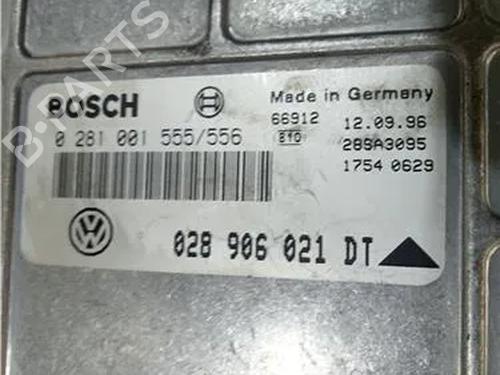 B-PARTS
BOSCH
Made in Germany
0 281 001 555/556
66912
12.09.96
810
28SA3095
1754 0629
028 906 021 DT